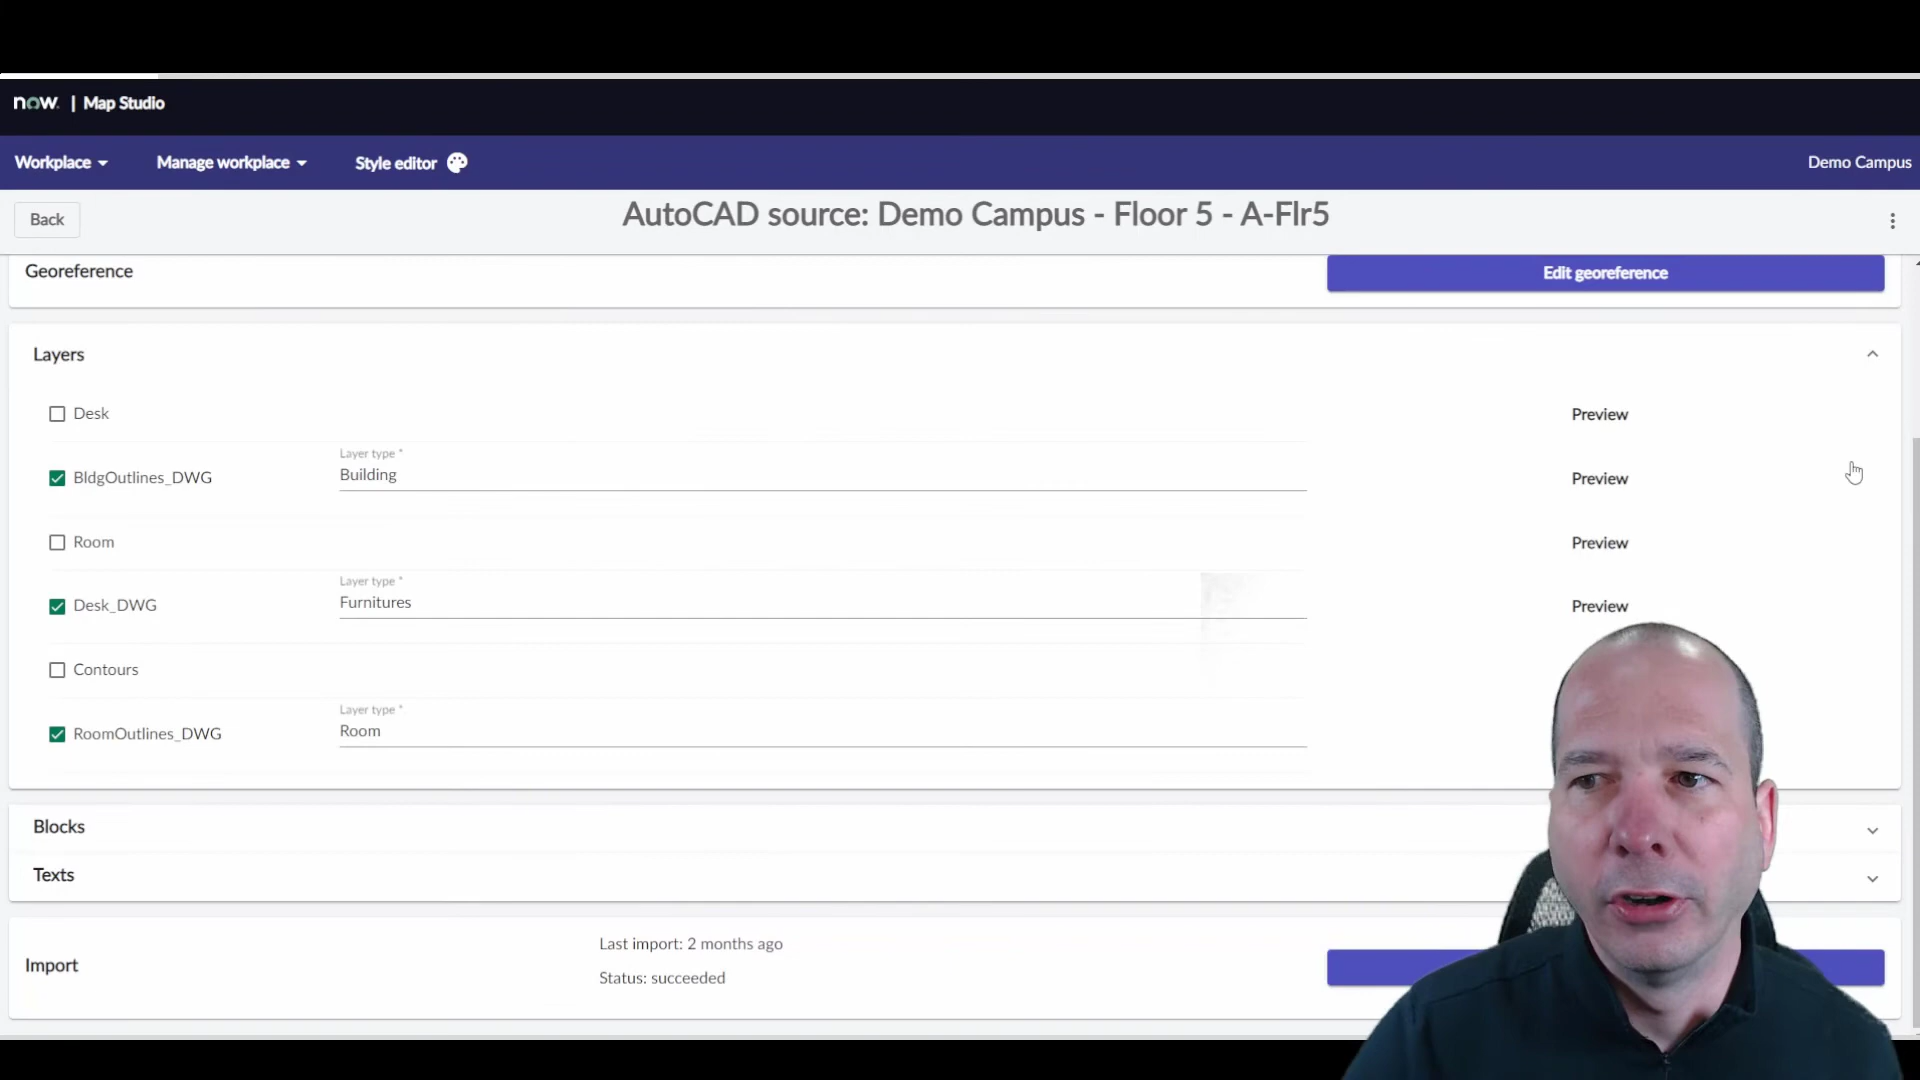 now. | Map Studio
Workplace Manage workplace Style editor Demo Campus
Back AutoCAD source: Demo Campus - Floor 5 - A-Flr5
Georeference Edit georeference
Layers
Desk Preview
Layer type *
BldgOutlines_DWG Building Preview
Room Preview
Layer type *
Desk_DWG Furnitures Preview
Contours
Layer type *
RoomOutlines_DWG Room
Blocks
Texts
Last import: 2 months ago
Import
Status: succeeded